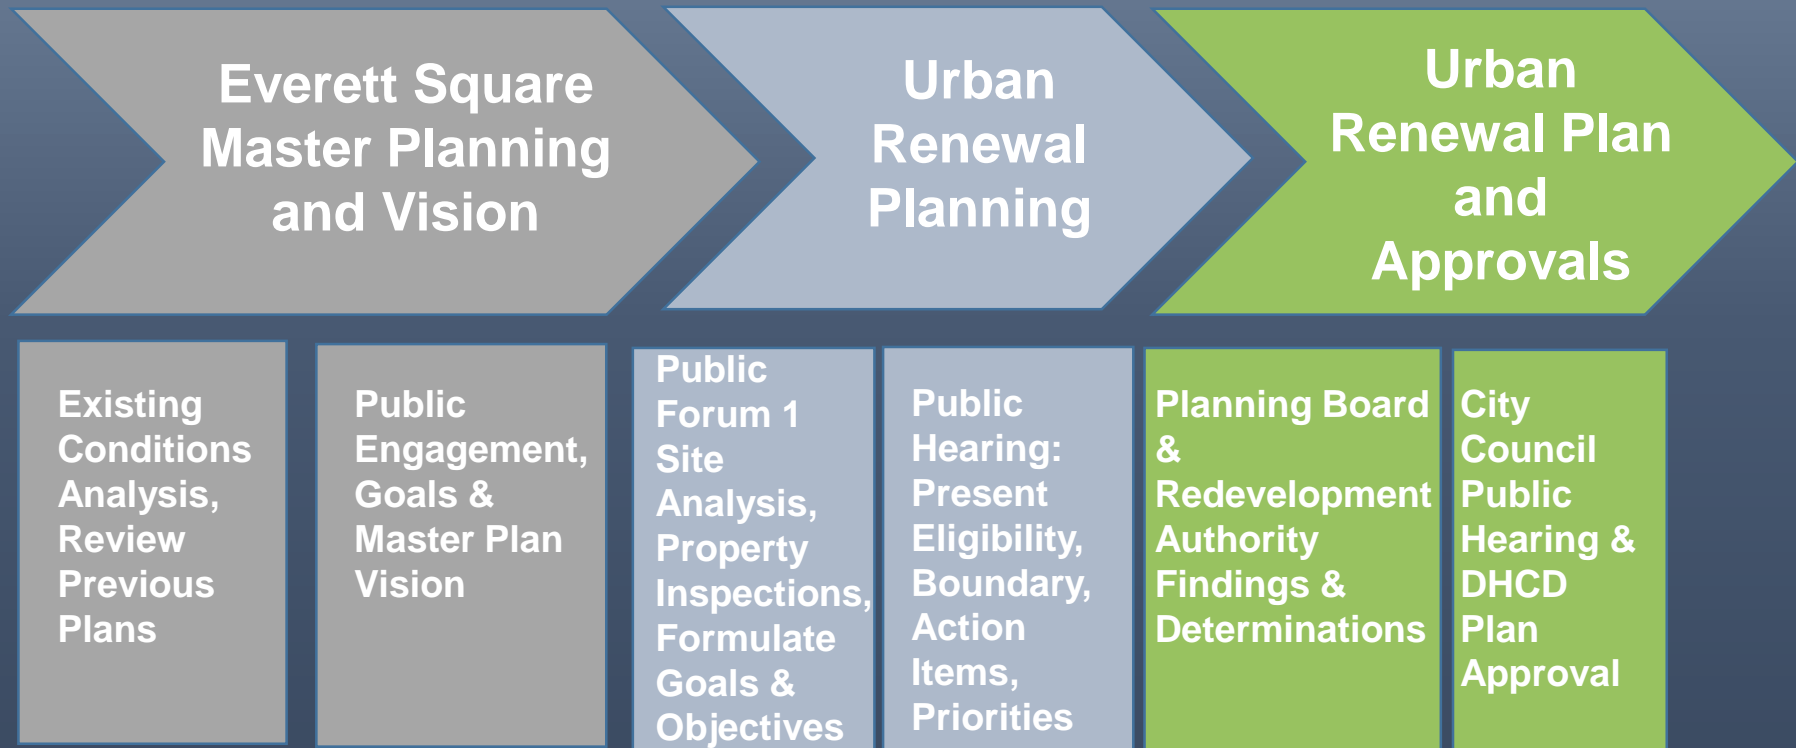 Everett Square
Master Planning
and Vision
Urban
Renewal
Planning
Urban
Renewal Plan
and
Approvals
Existing
Conditions
Analysis,
Review
Previous
Plans
Public
Engagement,
Goals &
Master Plan
Vision
Public
Forum 1
Site
Analysis,
Property
Inspections,
Formulate
Goals &
Objectives
Public
Hearing:
Present
Eligibility,
Boundary,
Action
Items,
Priorities
Planning Board
&
Redevelopment
Authority
Findings &
Determinations
City
Council
Public
Hearing &
DHCD
Plan
Approval